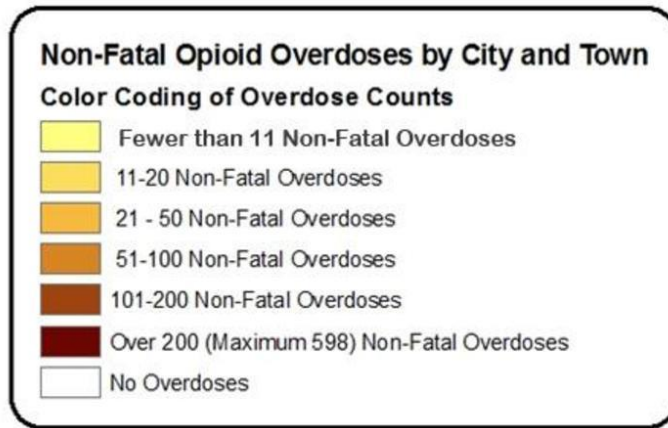 Non-Fatal Opioid Overdoses by City and Town
Color Coding of Overdose Counts
Fewer than 11 Non-Fatal Overdoses
11-20 Non-Fatal Overdoses
21 - 50 Non-Fatal Overdoses
51-100 Non-Fatal Overdoses
101-200 Non-Fatal Overdoses
Over 200 (Maximum 598) Non-Fatal Overdoses
No Overdoses